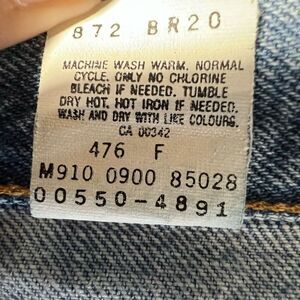 872 BR20
MACHINE WASH WARM, NORMAL
CYCLE. ONLY NO CHLORINE
BLEACH IF NEEDED. TUMBLE
DRY HOT. HOT IRON IF NEEDED.
WASH AND DRY WITH LIKE COLOURS.
CA 00342
476 F
M910 0900 85028
00550-4891